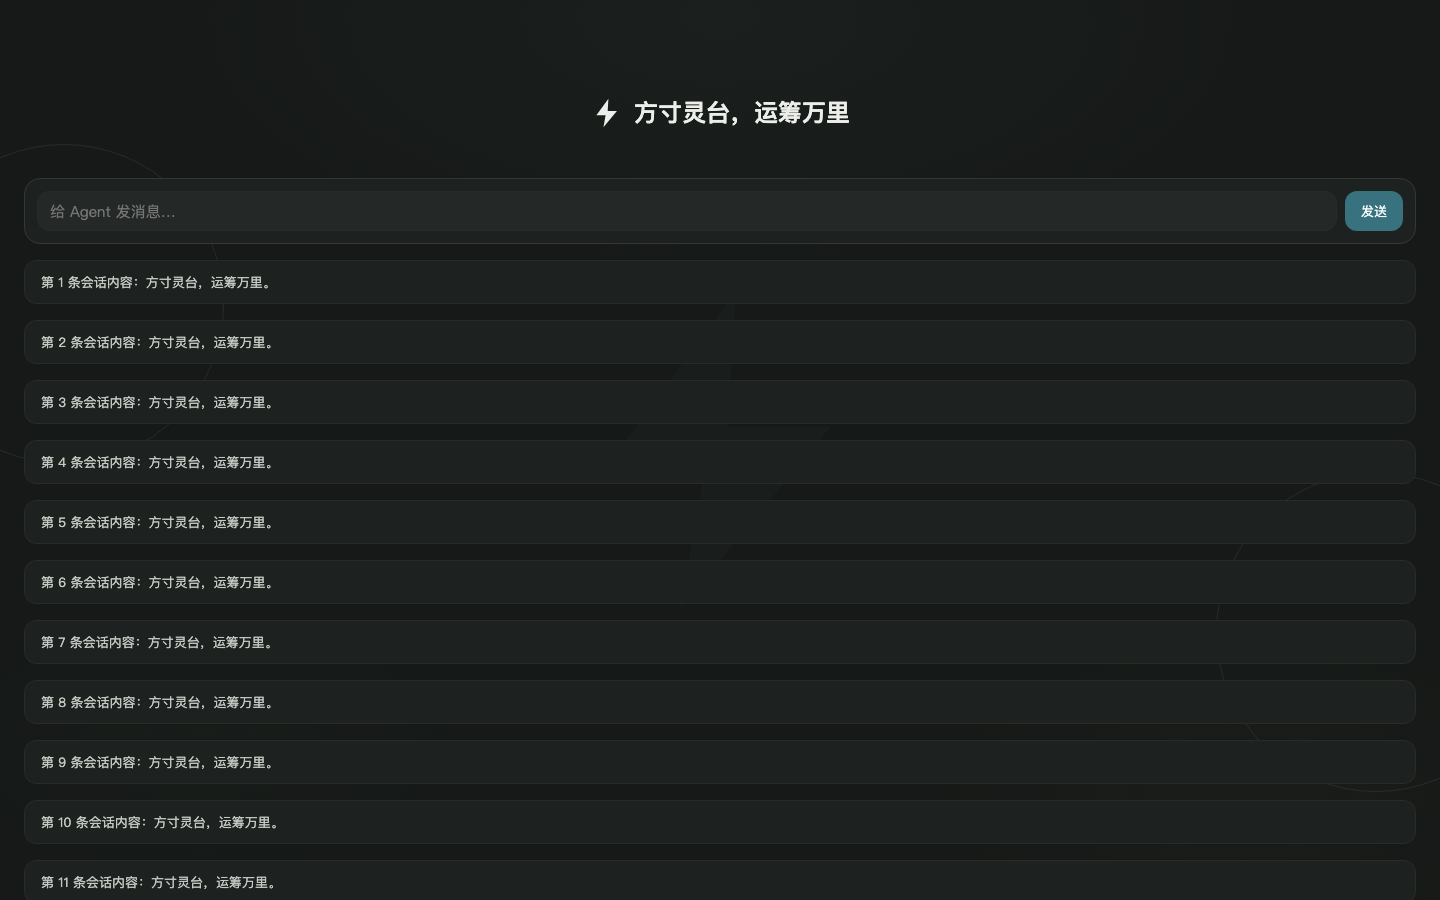 方寸灵台，运筹万里
给 Agent 发消息...
发送
第 1 条会话内容：方寸灵台，运筹万里。
第 2 条会话内容：方寸灵台，运筹万里。
第 3 条会话内容：方寸灵台，运筹万里。
第 4 条会话内容：方寸灵台，运筹万里。
第 5 条会话内容：方寸灵台，运筹万里。
第 6 条会话内容：方寸灵台，运筹万里。
第 7 条会话内容：方寸灵台，运筹万里。
第 8 条会话内容：方寸灵台，运筹万里。
第 9 条会话内容：方寸灵台，运筹万里。
第 10 条会话内容：方寸灵台，运筹万里。
第 11 条会话内容：方寸灵台，运筹万里。